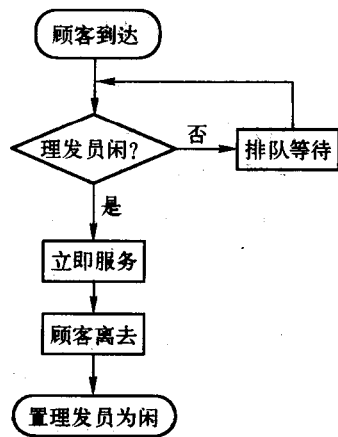 顾客到达
理发员闲?
否
排队等待
是
立即服务
顾客离去
置理发员为闲